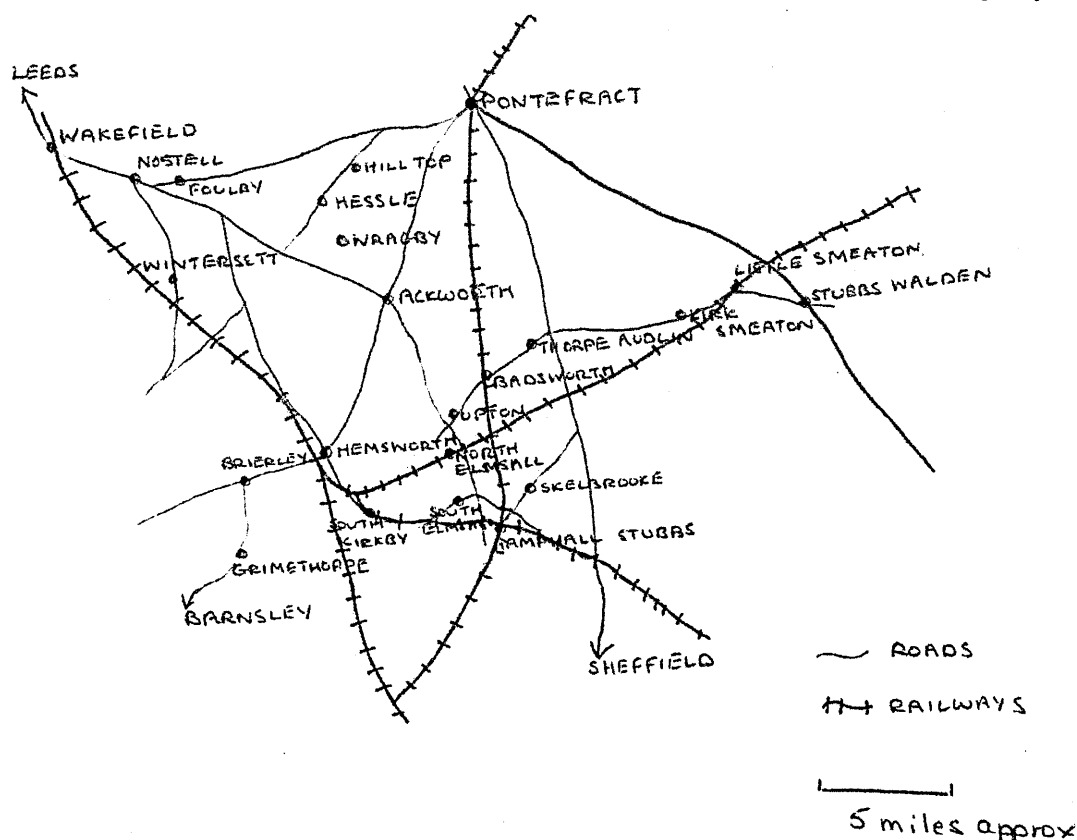 LEEDS
PONTEFRACT
WAKEFIELD
NOSTELL
FOULBY
HILL TOP
HESSLE
WRAGBY
WINTERSETT
ACKWORTH
LITTLE SMEATON
STUBBS WALDEN
KIRK
SMEATON
THORPE AUDLIN
BADSWORTH
UPTON
HEMSWORTH
NORTH
ELMSALL
BRIERLEY
SKELBROOKE
SOUTH
KIRKBY
SOUTH
ELMSALL
STUBBS
GRIMETHORPE
BARNSLEY
SHEFFIELD
ROADS
RAILWAYS
5 miles approx